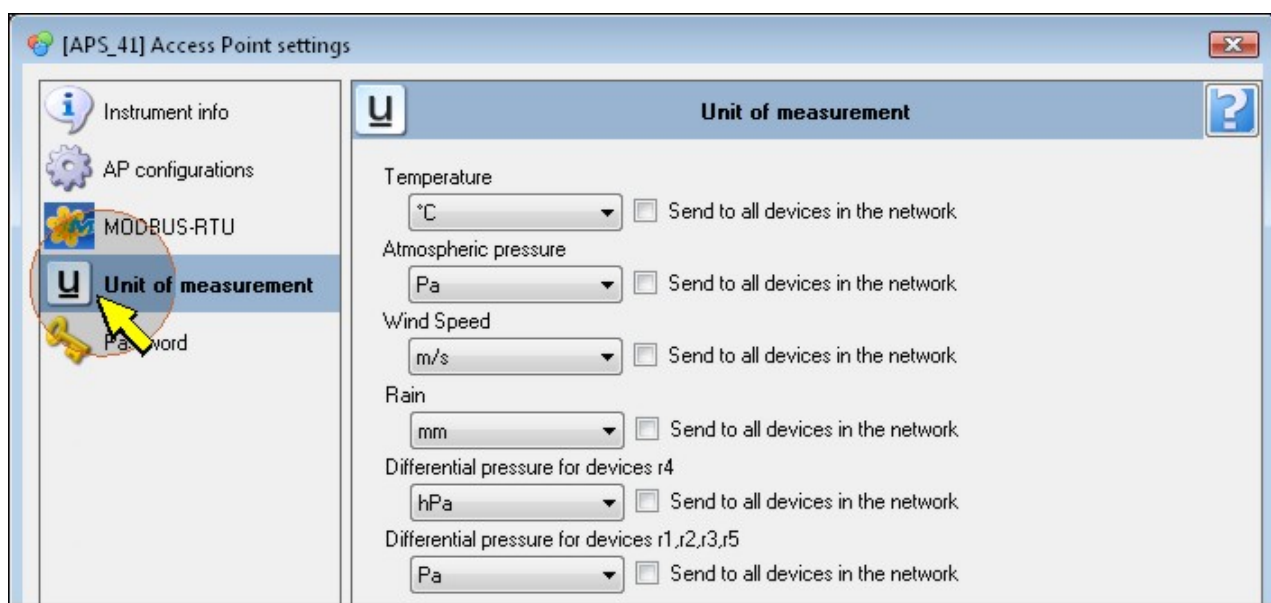 [APS_41] Access Point settings
Instrument info
AP configurations
MODBUS-RTU
Unit of measurement
Password
Unit of measurement
Temperature
°C Send to all devices in the network
Atmospheric pressure
Pa Send to all devices in the network
Wind Speed
m/s Send to all devices in the network
Rain
mm Send to all devices in the network
Differential pressure for devices r4
hPa Send to all devices in the network
Differential pressure for devices r1,r2,r3,r5
Pa Send to all devices in the network